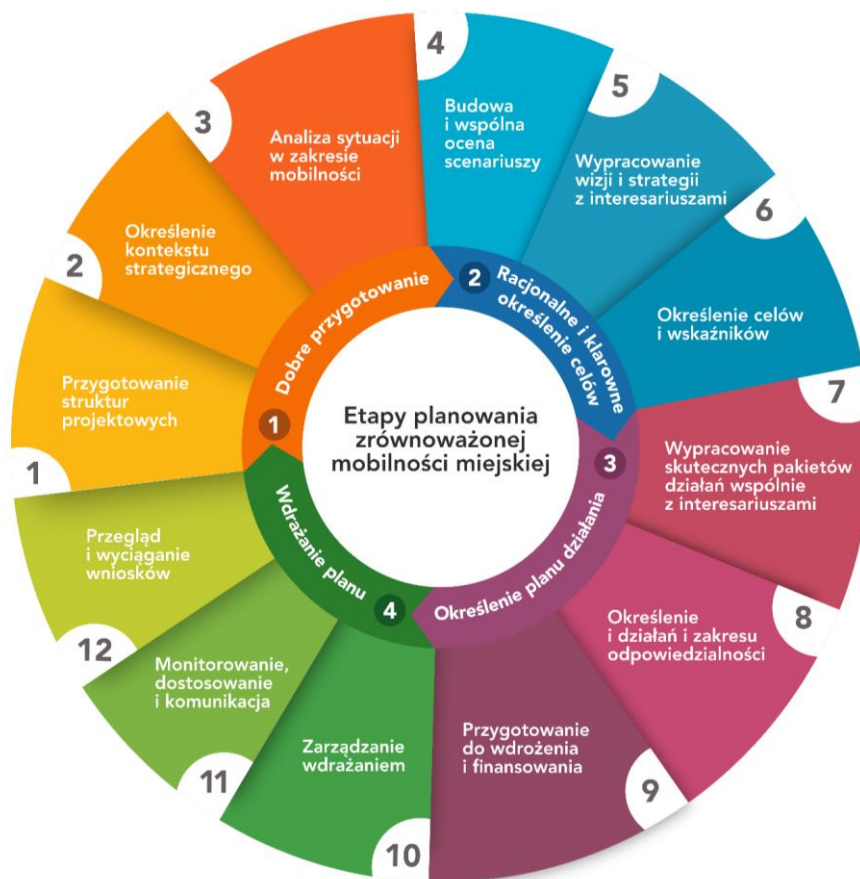 Etapy planowania
zrównoważonej
mobilności miejskiej
1
Dobre przygotowanie
2
Racjonalne i klarowne
określenie celów
3
Określenie planu działania
4
Wdrażanie planu
1
Przygotowanie
struktur
projektowych
2
Określenie
kontekstu
strategicznego
3
Analiza sytuacji
w zakresie
mobilności
4
Budowa
i wspólna
ocena
scenariuszy
5
Wypracowanie
wizji i strategii
z interesariuszami
6
Określenie celów
i wskaźników
7
Wypracowanie
skutecznych pakietów
działań wspólnie
z interesariuszami
8
Określenie
i działań i zakresu
odpowiedzialności
9
Przygotowanie
do wdrożenia
i finansowania
10
Zarządzanie
wdrażaniem
11
Monitorowanie,
dostosowanie
i komunikacja
12
Przegląd
i wyciąganie
wniosków